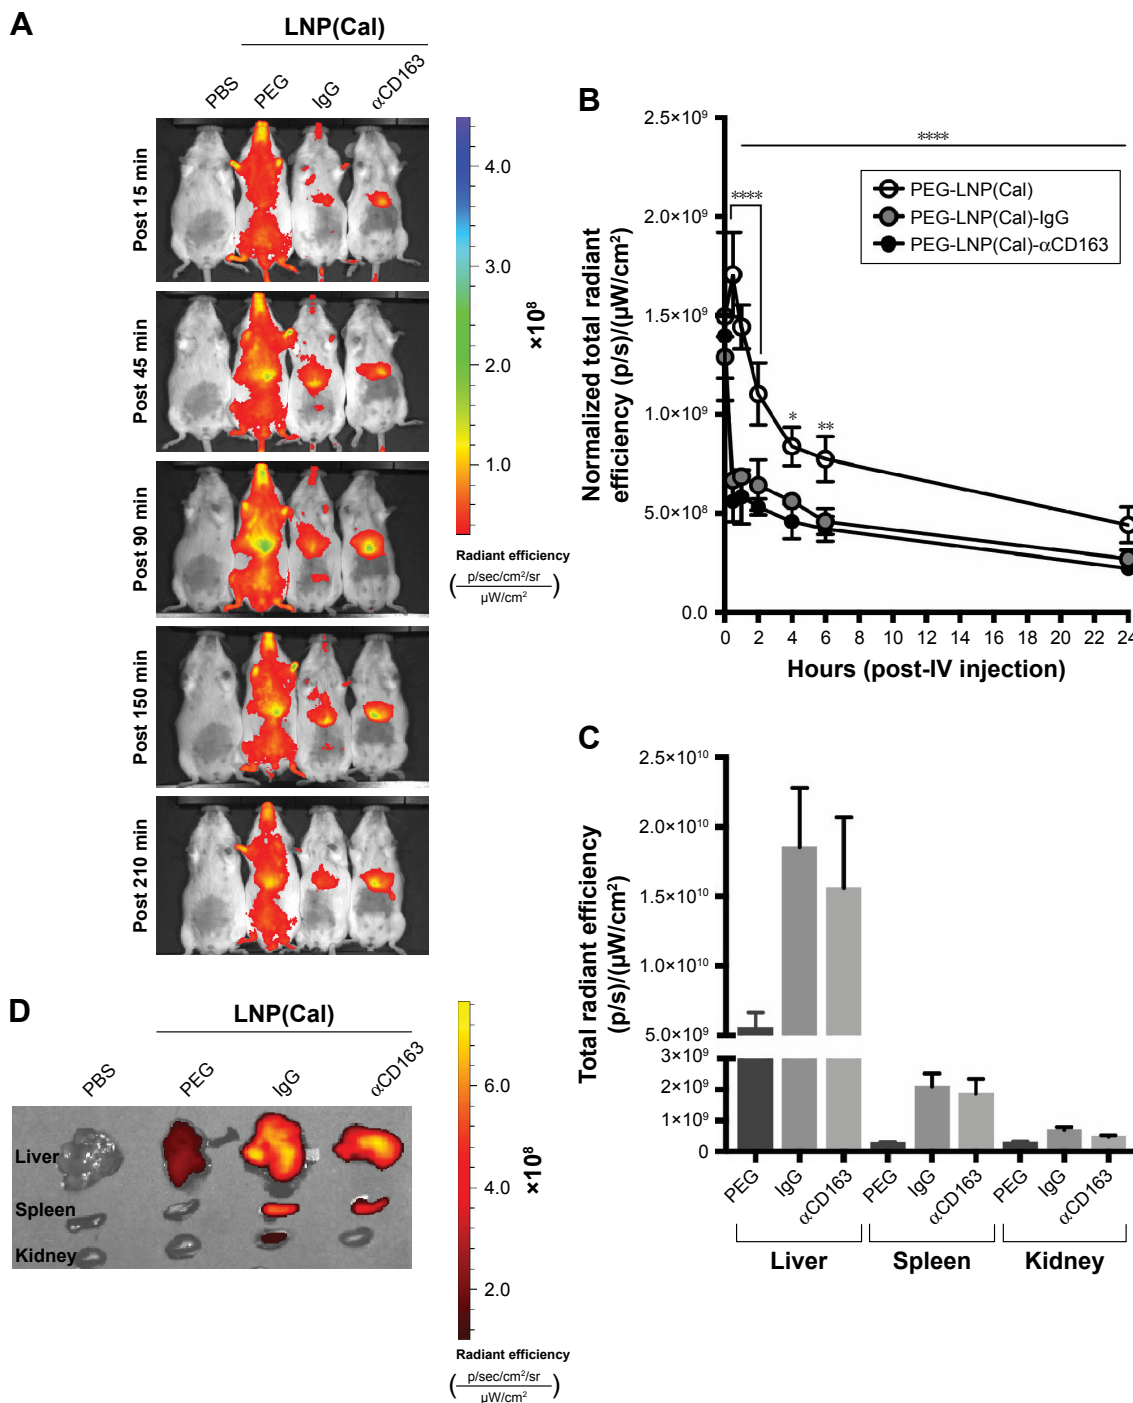 A
LNP(Cal)
PBS
PEG
IgG
αCD163
Post 15 min
Post 45 min
Post 90 min
Post 150 min
Post 210 min
4.0
3.0
2.0
1.0
×10⁸
Radiant efficiency
(p/sec/cm²/sr
µW/cm²)
B
2.5×10⁹
2.0×10⁹
1.5×10⁹
1.0×10⁹
5.0×10⁸
0.0
Normalized total radiant
efficiency (p/s)/(µW/cm²)
****
****
*
**
PEG-LNP(Cal)
PEG-LNP(Cal)-IgG
PEG-LNP(Cal)-αCD163
0 2 4 6 8 10 12 14 16 18 20 22 24
Hours (post-IV injection)
C
2.5×10¹⁰
2.0×10¹⁰
1.5×10¹⁰
1.0×10¹⁰
5.0×10⁹
3×10⁹
2×10⁹
1×10⁹
0
Total radiant efficiency
(p/s)/(µW/cm²)
PEG IgG αCD163 PEG IgG αCD163 PEG IgG αCD163
Liver Spleen Kidney
D
LNP(Cal)
PBS
PEG
IgG
αCD163
Liver
Spleen
Kidney
6.0
4.0
2.0
×10⁸
Radiant efficiency
(p/sec/cm²/sr
µW/cm²)